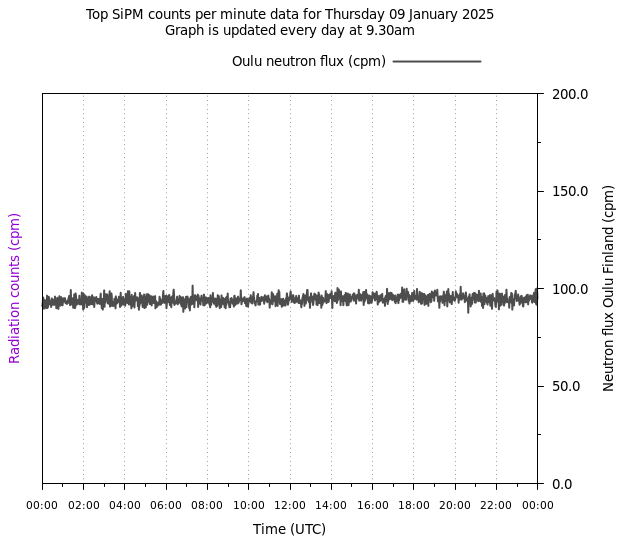 Top SiPM counts per minute data for Thursday 09 January 2025
Graph is updated every day at 9.30am
Oulu neutron flux (cpm)
200.0
150.0
100.0
50.0
0.0
Radiation counts (cpm)
Neutron flux Oulu Finland (cpm)
00:00 02:00 04:00 06:00 08:00 10:00 12:00 14:00 16:00 18:00 20:00 22:00 00:00
Time (UTC)